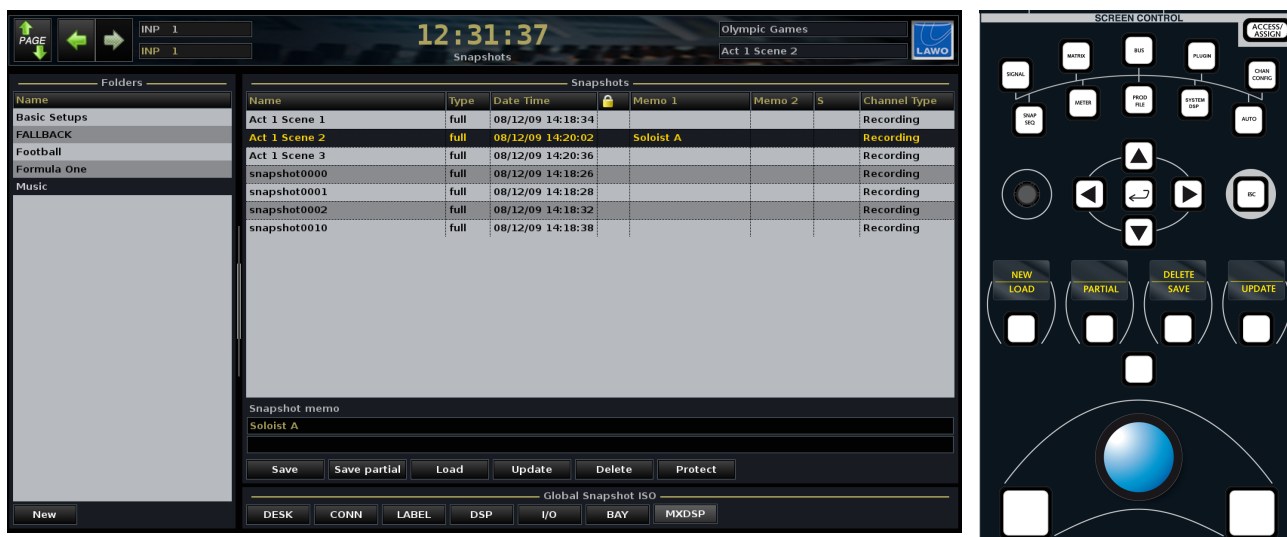 PAGE
INP 1
INP 1
12:31:37
Snapshots
Olympic Games
Act 1 Scene 2
LAWO
Folders
Name
Basic Setups
FALLBACK
Football
Formula One
Music
New
Snapshots
Name Type Date Time Memo 1 Memo 2 S Channel Type
Act 1 Scene 1 full 08/12/09 14:18:34 Recording
Act 1 Scene 2 full 08/12/09 14:20:02 Soloist A Recording
Act 1 Scene 3 full 08/12/09 14:20:36 Recording
snapshot0000 full 08/12/09 14:18:26 Recording
snapshot0001 full 08/12/09 14:18:28 Recording
snapshot0002 full 08/12/09 14:18:32 Recording
snapshot0010 full 08/12/09 14:18:38 Recording
Snapshot memo
Soloist A
Save Save partial Load Update Delete Protect
Global Snapshot ISO
DESK CONN LABEL DSP I/O BAY MXDSP
SCREEN CONTROL
ACCESS/
ASSIGN
SIGNAL
MATRIX
BUS
PLUGIN
CHAN
CONFIG
SNAP
SEQ
METER
PROD
FILE
SYSTEM
DSP
AUTO
ESC
NEW
LOAD
PARTIAL
DELETE
SAVE
UPDATE